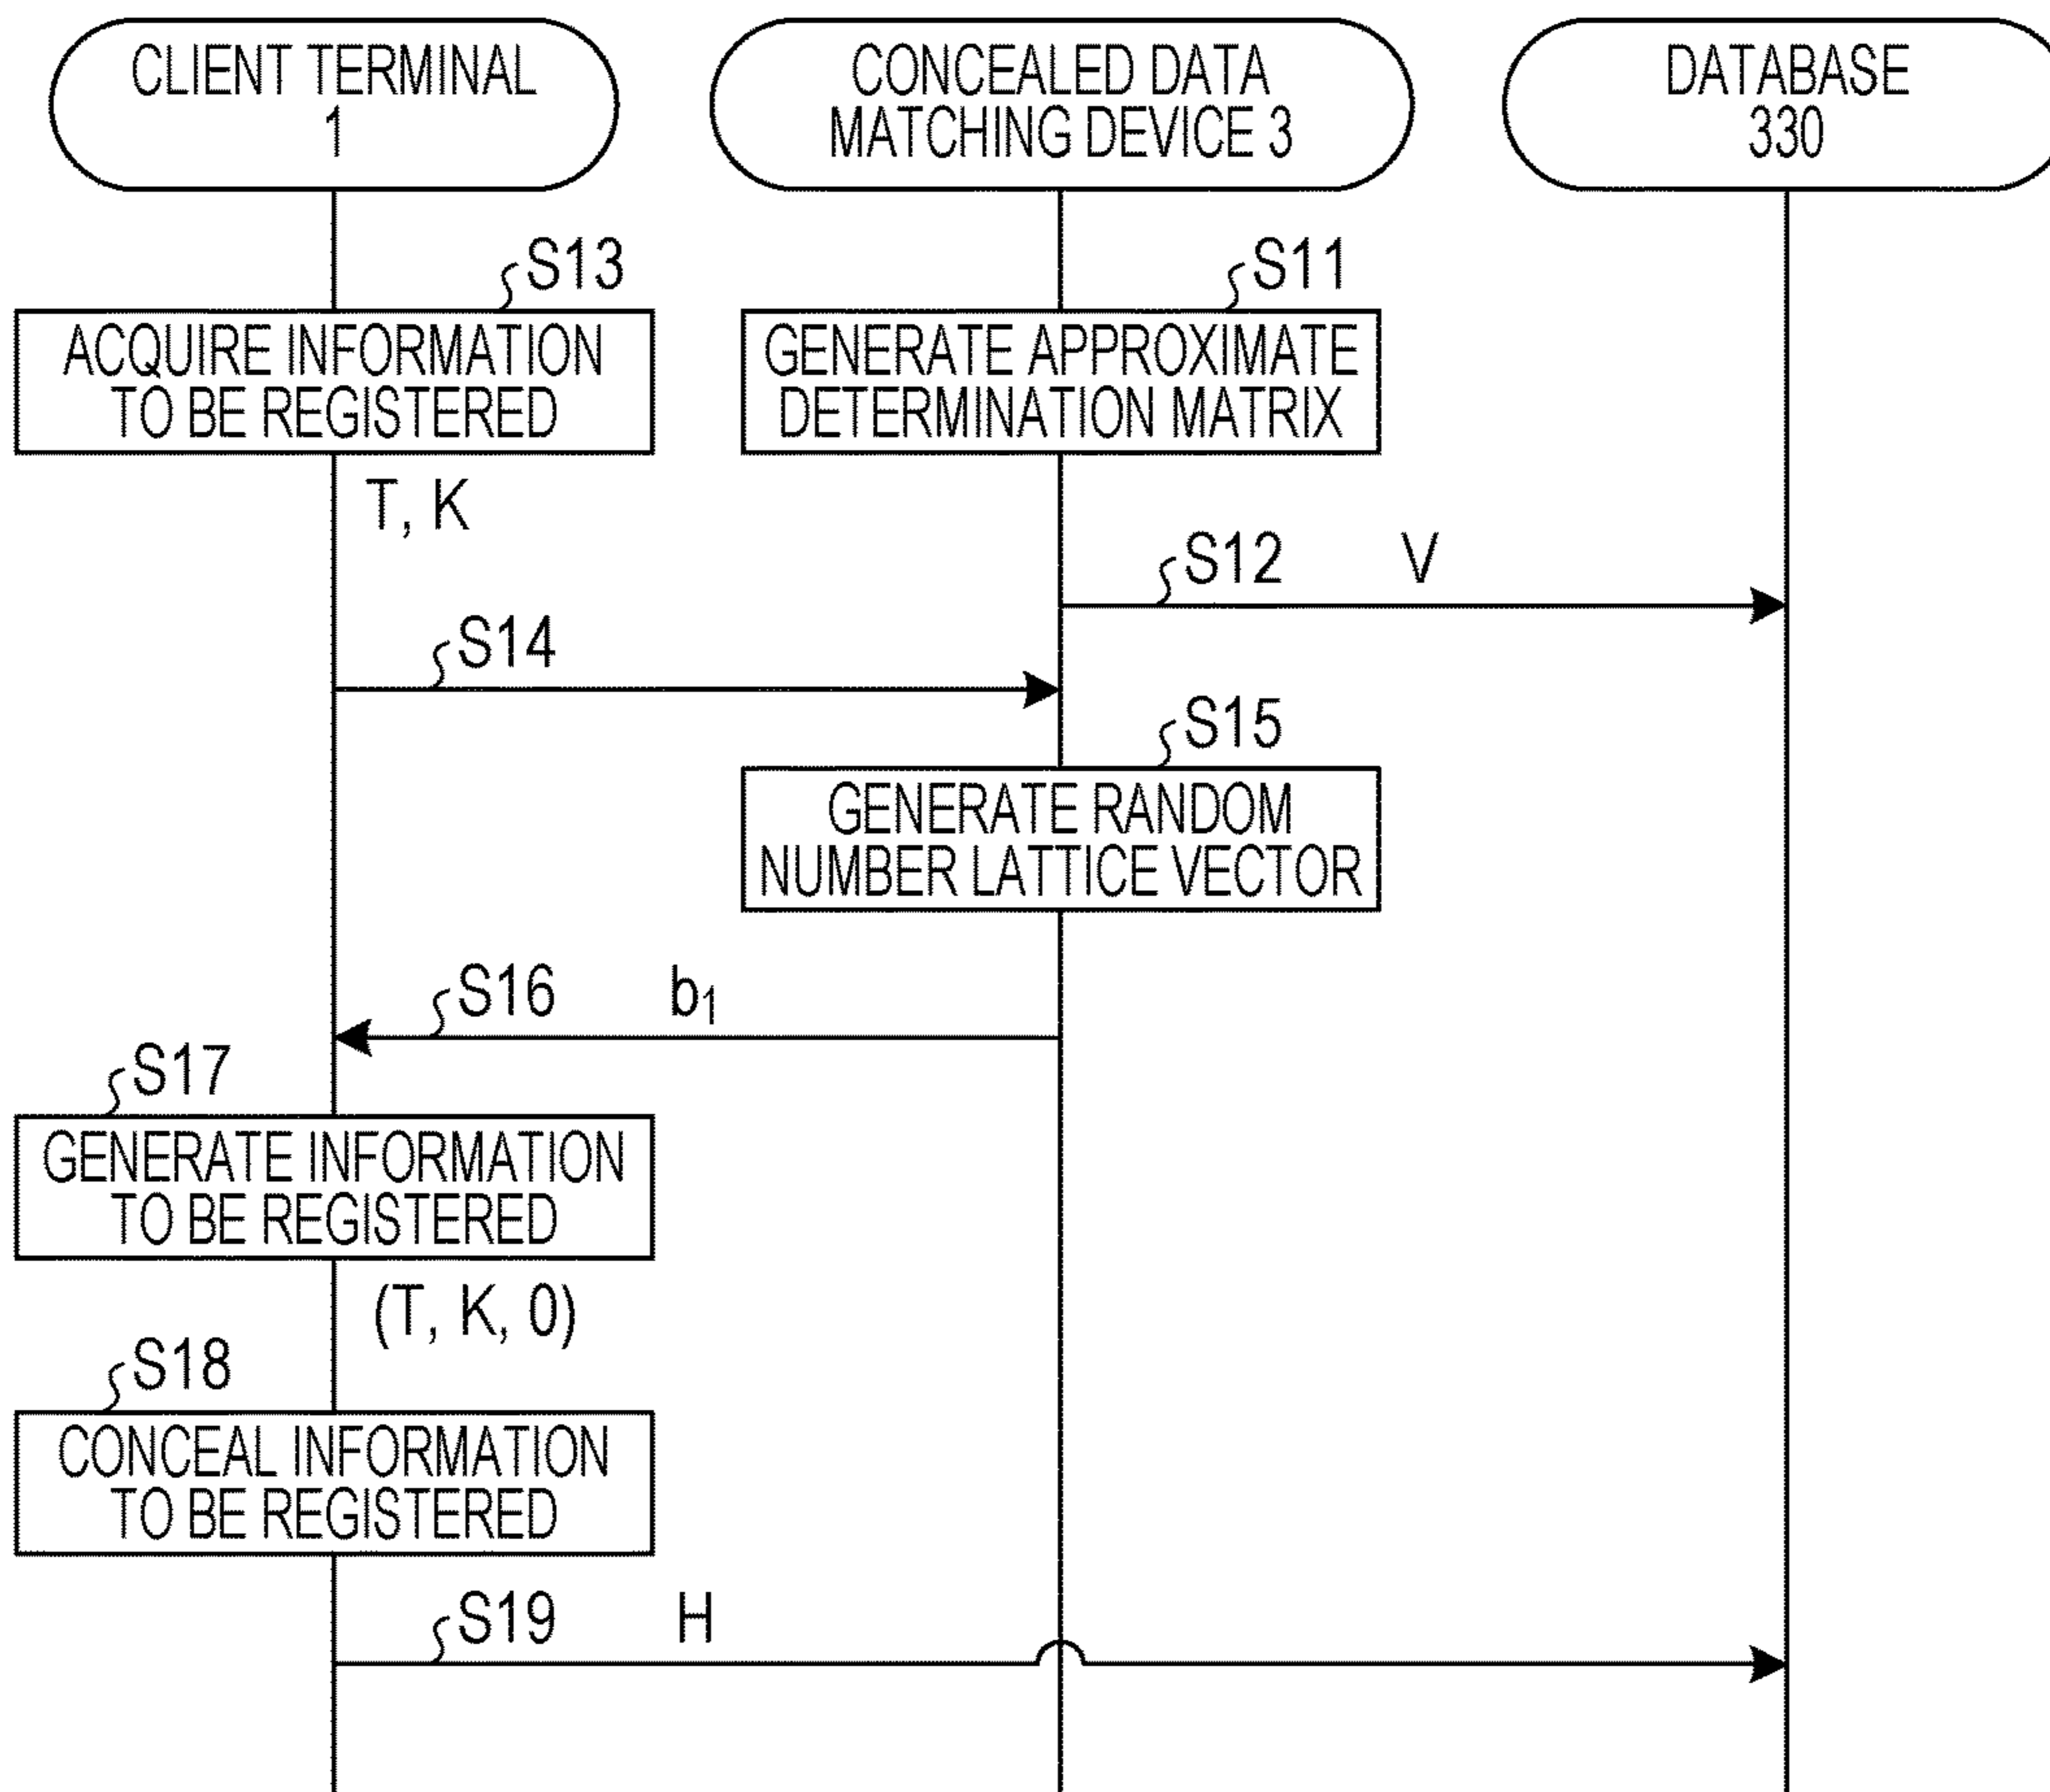 CLIENT TERMINAL
1
CONCEALED DATA
MATCHING DEVICE 3
DATABASE
330
S13
S11
ACQUIRE INFORMATION
TO BE REGISTERED
GENERATE APPROXIMATE
DETERMINATION MATRIX
T, K
S12 V
S14
S15
GENERATE RANDOM
NUMBER LATTICE VECTOR
S16 b₁
S17
GENERATE INFORMATION
TO BE REGISTERED
(T, K, 0)
S18
CONCEAL INFORMATION
TO BE REGISTERED
S19 H